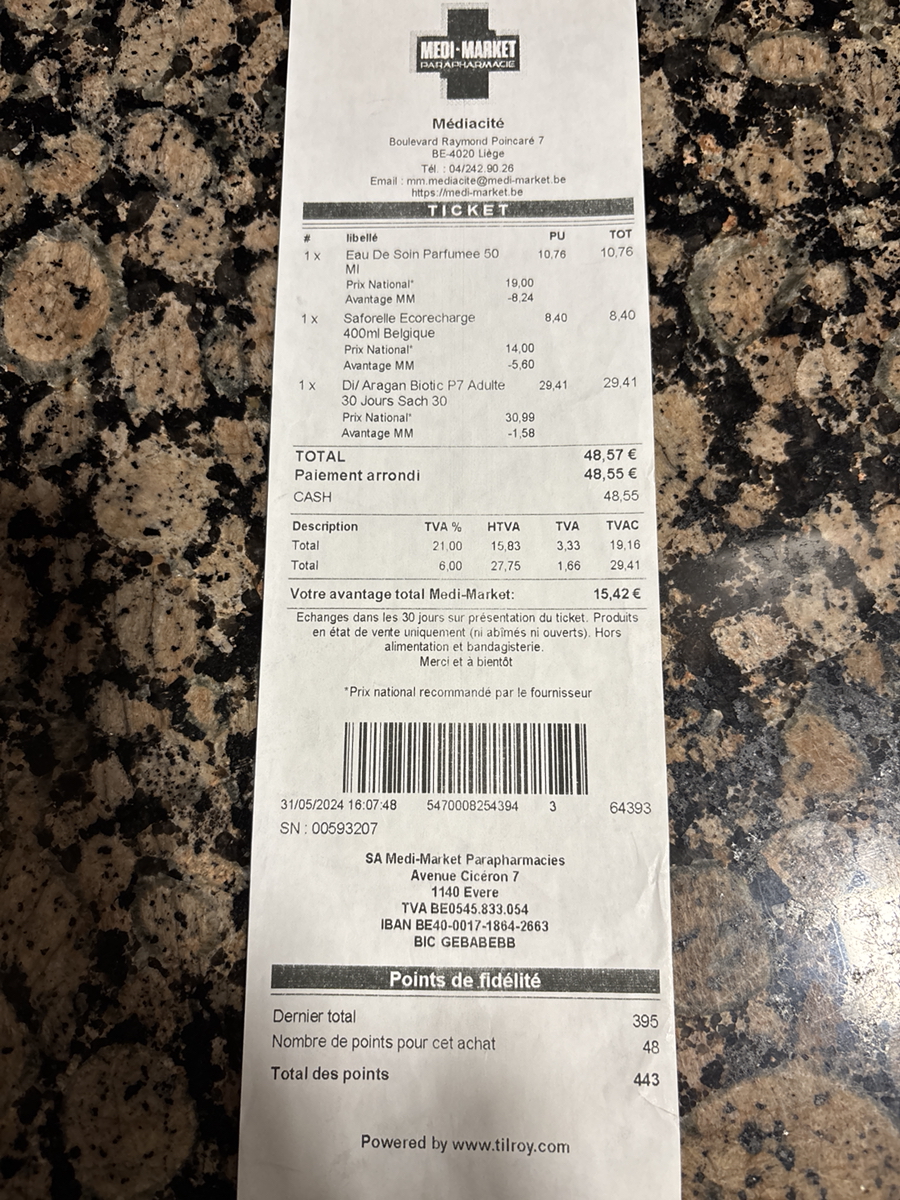 MEDI-MARKET
PARAPHARMACIE
Médiacité
Boulevard Raymond Poincaré 7
BE-4020 Liège
Tél. : 04/242.90.26
Email : mm.mediacite@medi-market.be
https://medi-market.be
TICKET
# libellé PU TOT
1 x Eau De Soin Parfumee 50 10,76 10,76
Ml
Prix National* 19,00
Avantage MM -8,24
1 x Saforelle Ecorecharge 8,40 8,40
400ml Belgique
Prix National* 14,00
Avantage MM -5,60
1 x Di/ Aragan Biotic P7 Adulte 29,41 29,41
30 Jours Sach 30
Prix National* 30,99
Avantage MM -1,58
TOTAL 48,57 €
Paiement arrondi 48,55 €
CASH 48,55
Description TVA % HTVA TVA TVAC
Total 21,00 15,83 3,33 19,16
Total 6,00 27,75 1,66 29,41
Votre avantage total Medi-Market: 15,42 €
Echanges dans les 30 jours sur présentation du ticket. Produits
en état de vente uniquement (ni abîmés ni ouverts). Hors
alimentation et bandagisterie.
Merci et à bientôt
*Prix national recommandé par le fournisseur
31/05/2024 16:07:48 5470008254394 3 64393
SN : 00593207
SA Medi-Market Parapharmacies
Avenue Cicéron 7
1140 Evere
TVA BE0545.833.054
IBAN BE40-0017-1864-2663
BIC GEBABEBB
Points de fidélité
Dernier total 395
Nombre de points pour cet achat 48
Total des points 443
Powered by www.tilroy.com